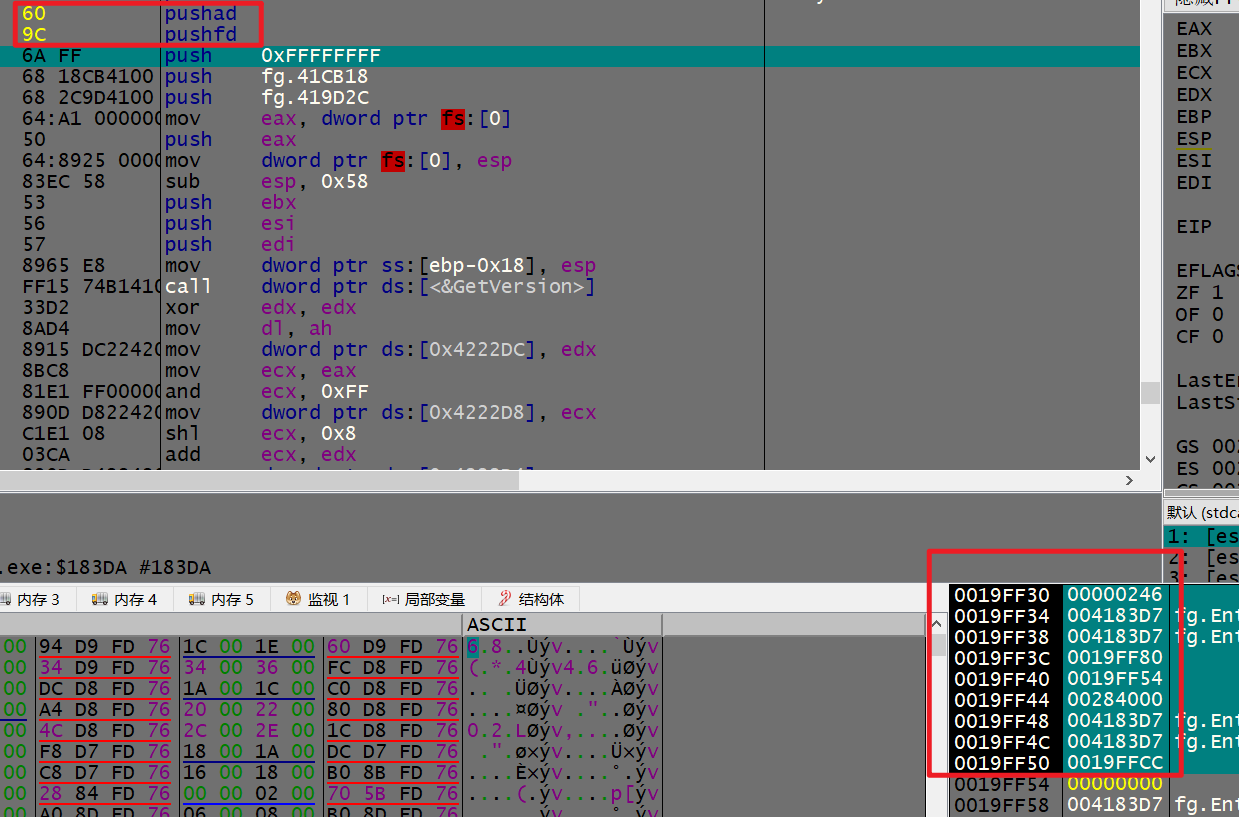 60 pushad
9C pushfd
6A FF push 0xFFFFFFFF
68 18CB4100 push fg.41CB18
68 2C9D4100 push fg.419D2C
64:A1 000000 mov eax, dword ptr fs:[0]
50 push eax
64:8925 0000 mov dword ptr fs:[0], esp
83EC 58 sub esp, 0x58
53 push ebx
56 push esi
57 push edi
8965 E8 mov dword ptr ss:[ebp-0x18], esp
FF15 74B1410 call dword ptr ds:[<&GetVersion>]
33D2 xor edx, edx
8AD4 mov dl, ah
8915 DC22420 mov dword ptr ds:[0x4222DC], edx
8BC8 mov ecx, eax
81E1 FF00000 and ecx, 0xFF
890D D822420 mov dword ptr ds:[0x4222D8], ecx
C1E1 08 shl ecx, 0x8
03CA add ecx, edx
EAX
EBX
ECX
EDX
EBP
ESP
ESI
EDI
EIP
EFLAGS
ZF 1
OF 0
CF 0
LastEr
LastSt
GS 002
ES 002
默认 (stdca
1: [es
2: [es
3: [es
.exe:$183DA #183DA
内存 3 内存 4 内存 5 监视 1 [x=] 局部变量 结构体
ASCII
00 94 D9 FD 76 1C 00 1E 00 60 D9 FD 76 6.8..Ùýv....`Ùýv
00 34 D9 FD 76 34 00 36 00 FC D8 FD 76 (.*.4Ùýv4.6.üØýv
00 DC D8 FD 76 1A 00 1C 00 C0 D8 FD 76 .. .ÜØýv....ÀØýv
00 A4 D8 FD 76 20 00 22 00 80 D8 FD 76 ....¤Øýv ."..Øýv
00 4C D8 FD 76 2C 00 2E 00 1C D8 FD 76 0.2.LØýv,....Øýv
00 F8 D7 FD 76 18 00 1A 00 DC D7 FD 76 .".ø×ýv....Ü×ýv
00 C8 D7 FD 76 16 00 18 00 B0 8B FD 76 ....È×ýv....°.ýv
00 28 84 FD 76 00 00 02 00 70 5B FD 76 ....(.ýv....p[ýv
0019FF30 00000246
0019FF34 004183D7 fg.Ent
0019FF38 004183D7 fg.Ent
0019FF3C 0019FF80
0019FF40 0019FF54
0019FF44 00284000
0019FF48 004183D7 fg.Ent
0019FF4C 004183D7 fg.Ent
0019FF50 0019FFCC
0019FF54 00000000
0019FF58 004183D7 fg.Ent